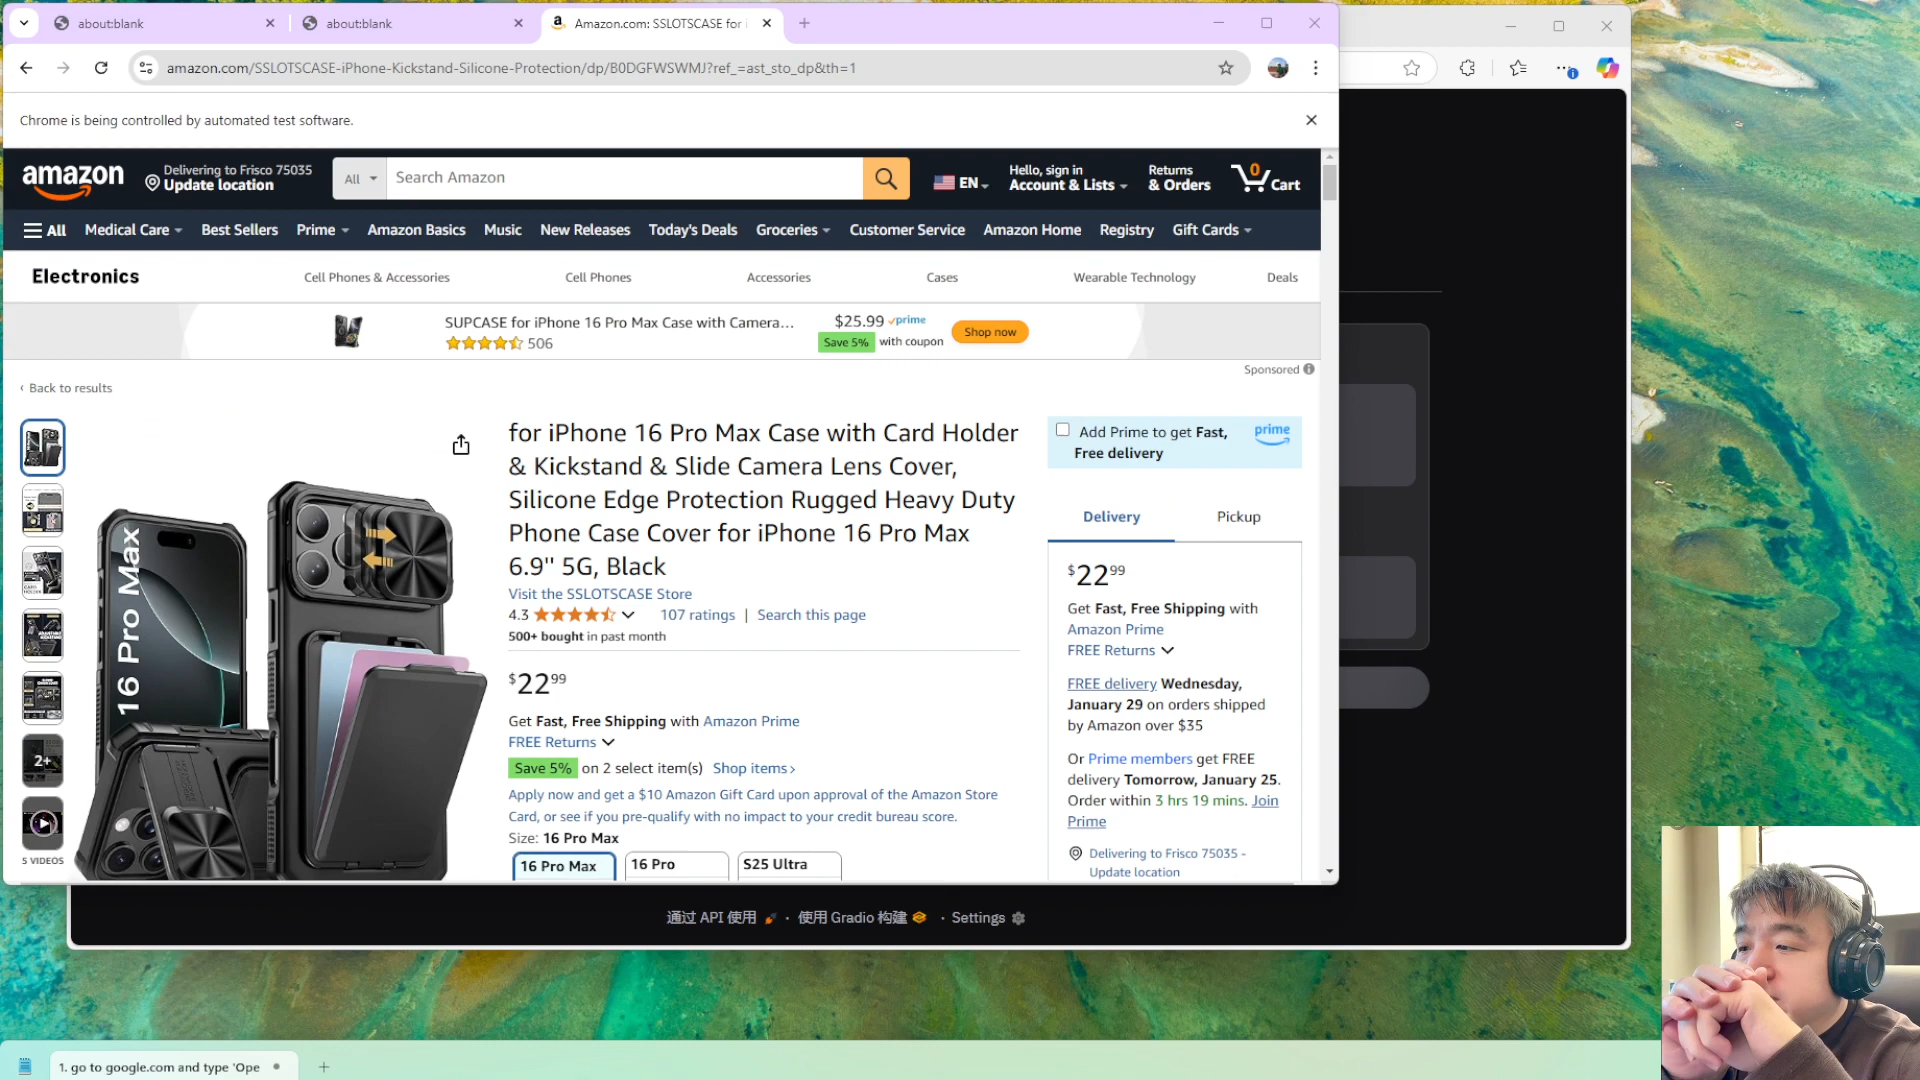 about:blank
about:blank
Amazon.com: SSLOTSCASE for i
amazon.com/SSLOTSCASE-iPhone-Kickstand-Silicone-Protection/dp/B0DGFWSWMJ?ref_=ast_sto_dp&th=1
Chrome is being controlled by automated test software.
amazon
Delivering to Frisco 75035
Update location
All
Search Amazon
EN
Hello, sign in
Account & Lists
Returns
& Orders
0
Cart
All
Medical Care
Best Sellers
Prime
Amazon Basics
Music
New Releases
Today's Deals
Groceries
Customer Service
Amazon Home
Registry
Gift Cards
Electronics
Cell Phones & Accessories
Cell Phones
Accessories
Cases
Wearable Technology
Deals
SUPCASE for iPhone 16 Pro Max Case with Camera…
506
$25.99 prime
Save 5% with coupon
Shop now
Sponsored
‹ Back to results
2+
5 VIDEOS
16 Pro Max
for iPhone 16 Pro Max Case with Card Holder
& Kickstand & Slide Camera Lens Cover,
Silicone Edge Protection Rugged Heavy Duty
Phone Case Cover for iPhone 16 Pro Max
6.9'' 5G, Black
Visit the SSLOTSCASE Store
4.3
107 ratings | Search this page
500+ bought in past month
$22.99
Get Fast, Free Shipping with Amazon Prime
FREE Returns
Save 5% on 2 select item(s) Shop items›
Apply now and get a $10 Amazon Gift Card upon approval of the Amazon Store
Card, or see if you pre-qualify with no impact to your credit bureau score.
Size: 16 Pro Max
16 Pro Max
16 Pro
S25 Ultra
Add Prime to get Fast,
Free delivery
prime
Delivery
Pickup
$22.99
Get Fast, Free Shipping with
Amazon Prime
FREE Returns
FREE delivery Wednesday,
January 29 on orders shipped
by Amazon over $35
Or Prime members get FREE
delivery Tomorrow, January 25.
Order within 3 hrs 19 mins. Join
Prime
Delivering to Frisco 75035 -
Update location
通过 API 使用 · 使用 Gradio 构建 · Settings
1. go to google.com and type 'Ope